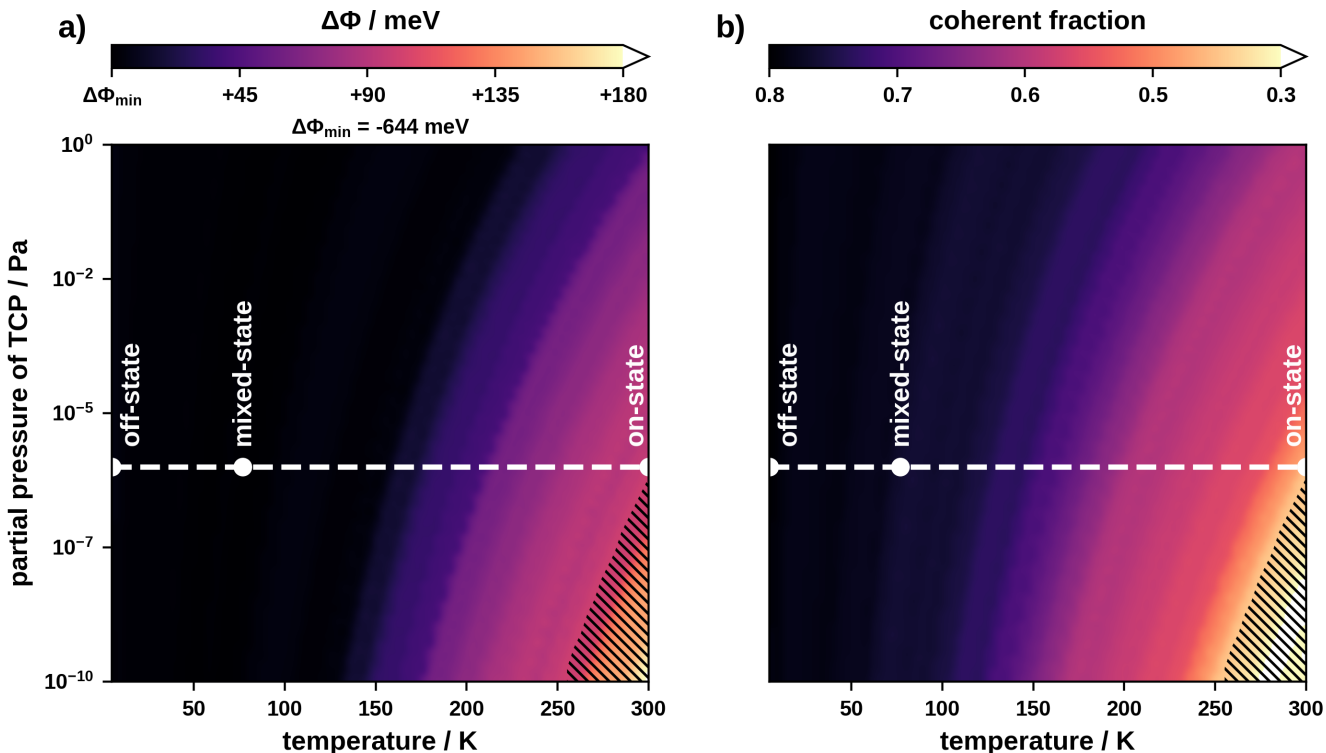 a)
ΔΦ / meV
ΔΦmin +45 +90 +135 +180
ΔΦmin = -644 meV
partial pressure of TCP / Pa
10⁰
10⁻²
10⁻⁵
10⁻⁷
10⁻¹⁰
off-state
mixed-state
on-state
50 100 150 200 250 300
temperature / K
b)
coherent fraction
0.8 0.7 0.6 0.5 0.3
off-state
mixed-state
on-state
50 100 150 200 250 300
temperature / K